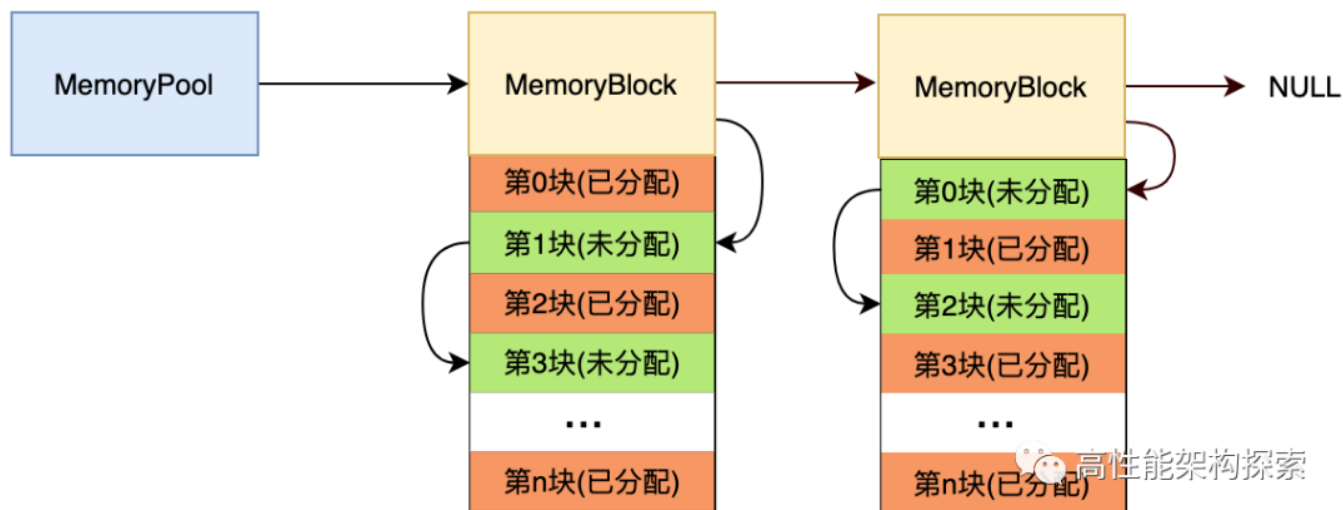 MemoryPool
MemoryBlock
第0块(已分配)
第1块(未分配)
第2块(已分配)
第3块(未分配)
...
第n块(已分配)
MemoryBlock
第0块(未分配)
第1块(已分配)
第2块(未分配)
第3块(已分配)
...
第n块(已分配)
NULL
高性能架构探索